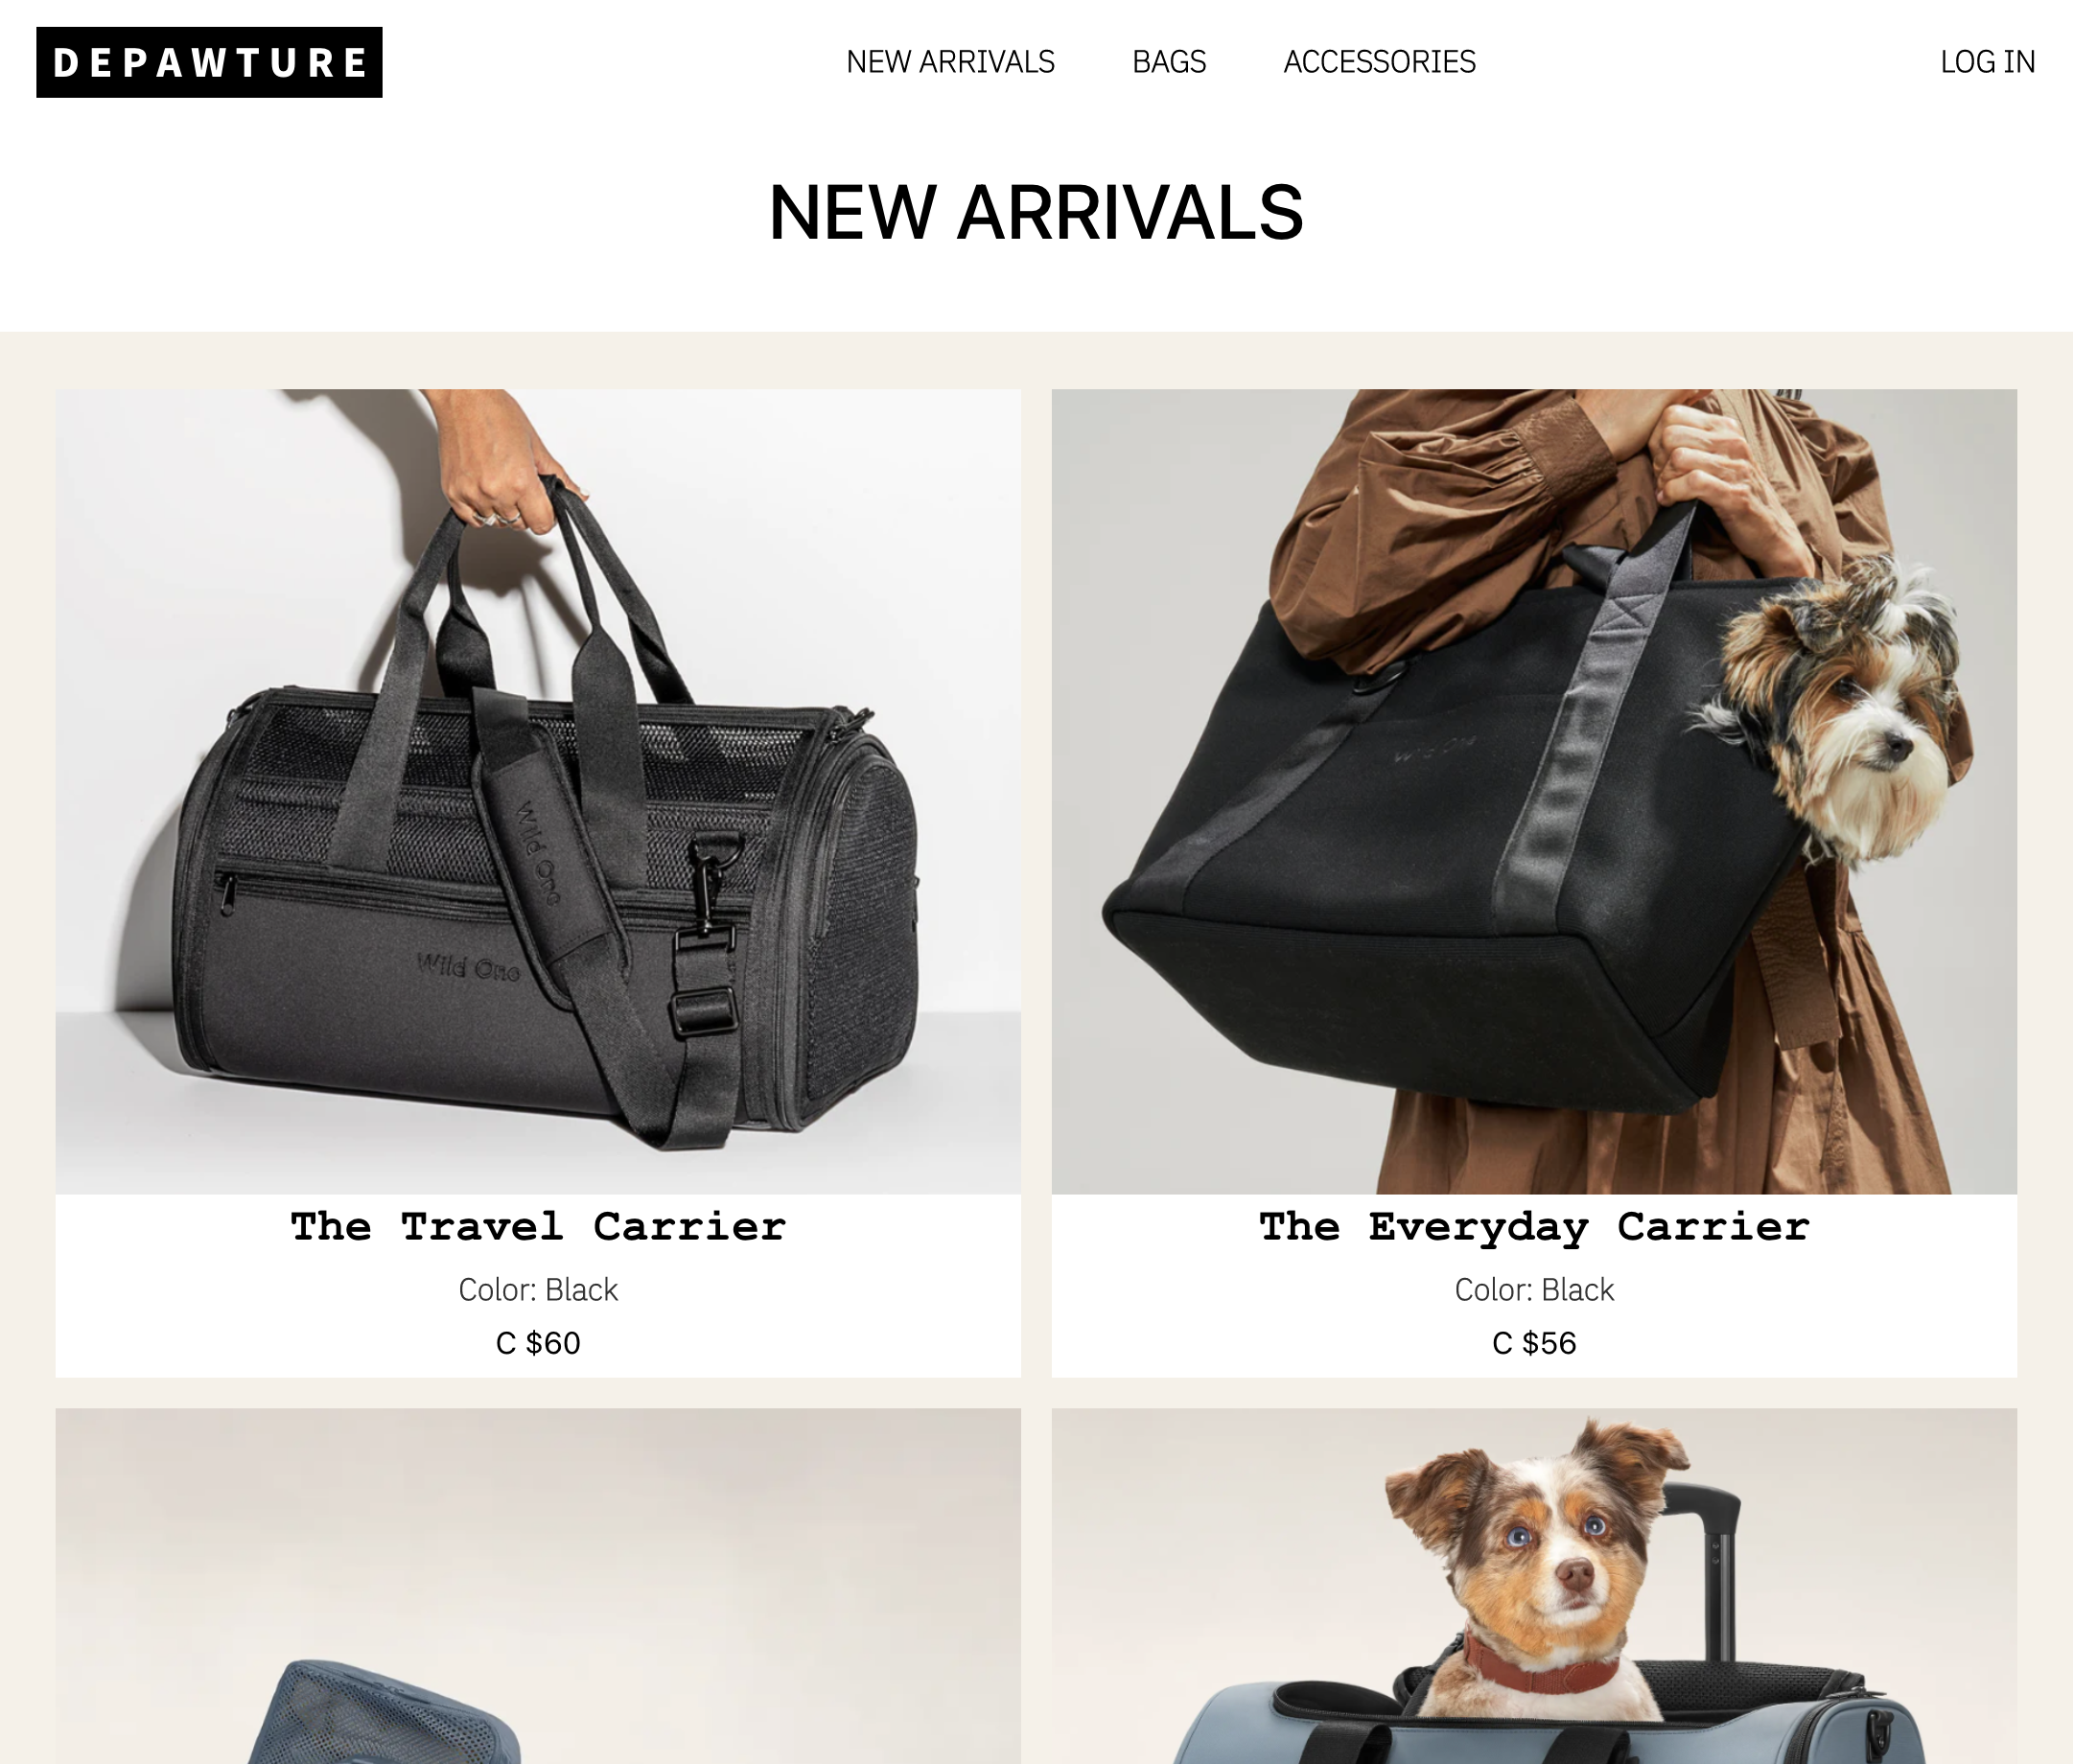 DEPAWTURE
NEW ARRIVALS
BAGS
ACCESSORIES
LOG IN
NEW ARRIVALS
Wild One
Wild One
Wild One
The Travel Carrier
Color: Black
C $60
The Everyday Carrier
Color: Black
C $56